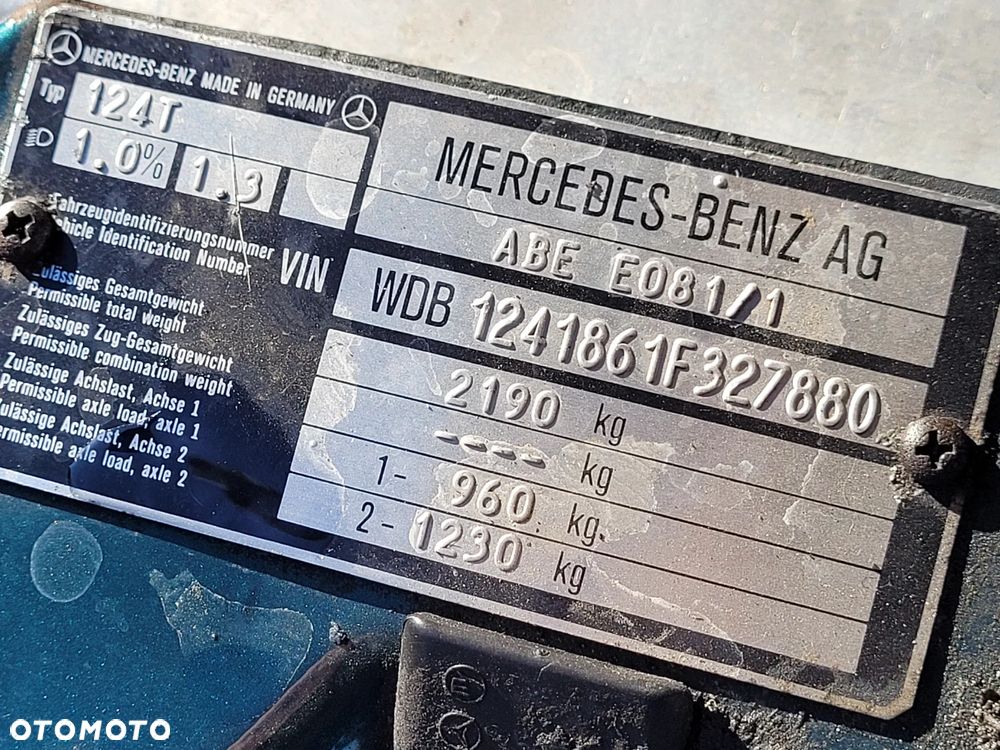 MERCEDES-BENZ MADE IN GERMANY
Typ 124T
1.0% 1.3
MERCEDES-BENZ AG
ABE E081/1
Fahrzeugidentifizierungsnummer
Vehicle Identification Number
VIN WDB 1241861F327880
Zulässiges Gesamtgewicht
Permissible total weight
2190 kg
Zulässiges Zug-Gesamtgewicht
Permissible combination weight
---- kg
Zulässige Achslast, Achse 1
Permissible axle load, axle 1
1- 960 kg.
Zulässige Achslast, Achse 2
Permissible axle load, axle 2
2- 1230 kg
E
OTOMOTO